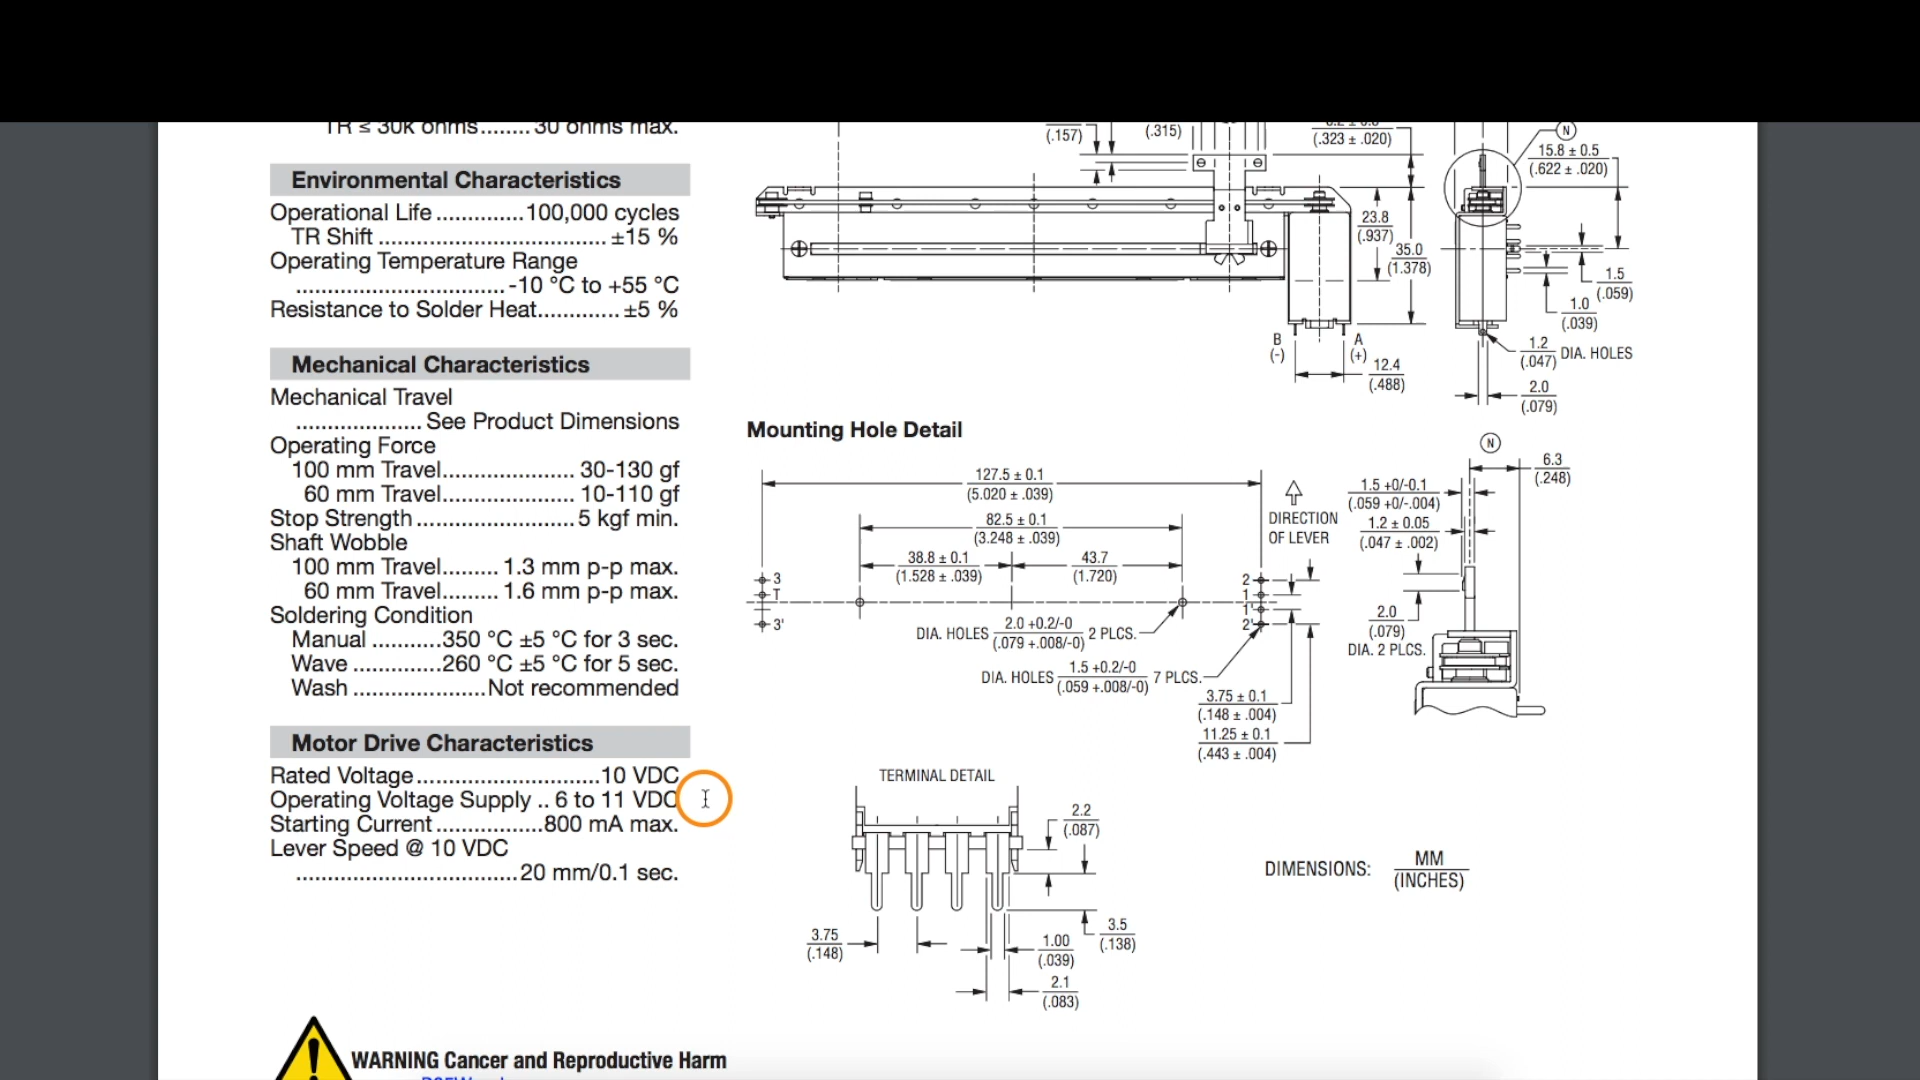 TR ≤ 30K ohms........ 30 ohms max.
Environmental Characteristics
Operational Life..............100,000 cycles
TR Shift ................................... ±15 %
Operating Temperature Range
................................ -10 °C to +55 °C
Resistance to Solder Heat............. ±5 %
Mechanical Characteristics
Mechanical Travel
................... See Product Dimensions
Operating Force
100 mm Travel..................... 30-130 gf
60 mm Travel..................... 10-110 gf
Stop Strength......................... 5 kgf min.
Shaft Wobble
100 mm Travel......... 1.3 mm p-p max.
60 mm Travel......... 1.6 mm p-p max.
Soldering Condition
Manual ...........350 °C ±5 °C for 3 sec.
Wave ..............260 °C ±5 °C for 5 sec.
Wash .....................Not recommended
Motor Drive Characteristics
Rated Voltage.............................10 VDC
Operating Voltage Supply .. 6 to 11 VDC
Starting Current.................800 mA max.
Lever Speed @ 10 VDC
...................................20 mm/0.1 sec.
WARNING Cancer and Reproductive Harm
(.157)
(.315)
(.323 ± .020)
N
15.8 ± 0.5
(.622 ± .020)
23.8
(.937)
35.0
(1.378)
1.5
(.059)
1.0
(.039)
B
(-)
A
(+)
12.4
(.488)
1.2
(.047)
DIA. HOLES
2.0
(.079)
Mounting Hole Detail
127.5 ± 0.1
(5.020 ± .039)
82.5 ± 0.1
(3.248 ± .039)
38.8 ± 0.1
(1.528 ± .039)
43.7
(1.720)
DIRECTION
OF LEVER
3
T
3'
2
1
1'
2'
DIA. HOLES 2.0 +0.2/-0 2 PLCS.
(.079 +.008/-0)
DIA. HOLES 1.5 +0.2/-0 7 PLCS.
(.059 +.008/-0)
3.75 ± 0.1
(.148 ± .004)
11.25 ± 0.1
(.443 ± .004)
N
6.3
(.248)
1.5 +0/-0.1
(.059 +0/-.004)
1.2 ± 0.05
(.047 ± .002)
2.0
(.079)
DIA. 2 PLCS.
TERMINAL DETAIL
2.2
(.087)
3.5
(.138)
3.75
(.148)
1.00
(.039)
2.1
(.083)
DIMENSIONS: MM
(INCHES)